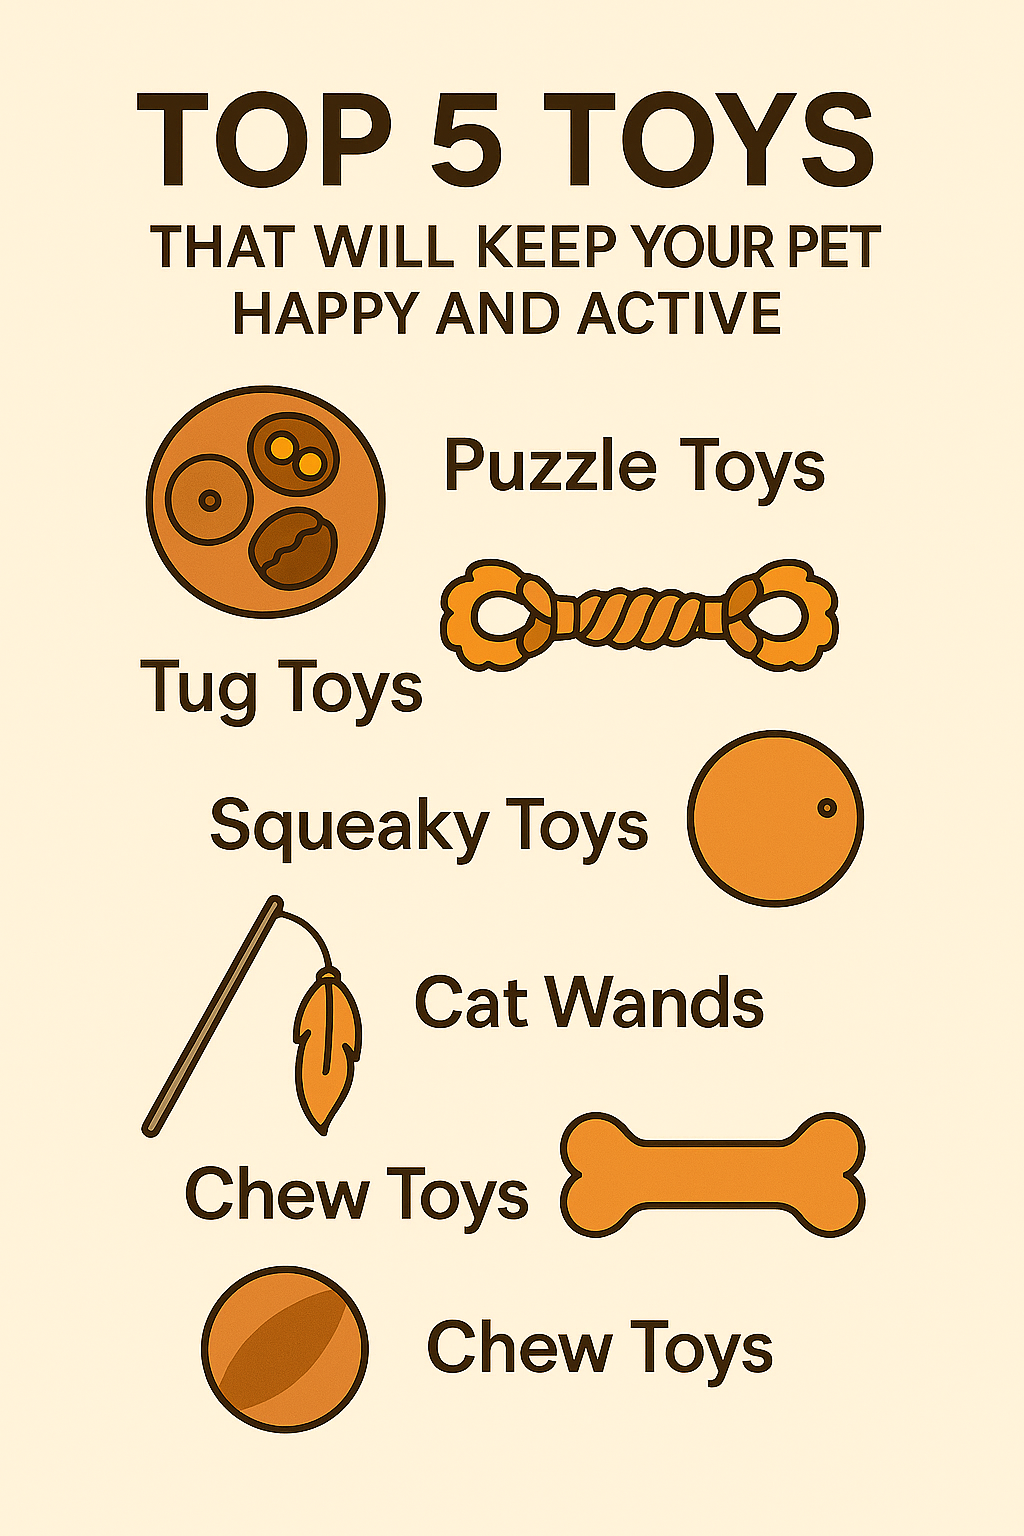 TOP 5 TOYS
THAT WILL KEEP YOUR PET
HAPPY AND ACTIVE
Puzzle Toys
Tug Toys
Squeaky Toys
Cat Wands
Chew Toys
Chew Toys